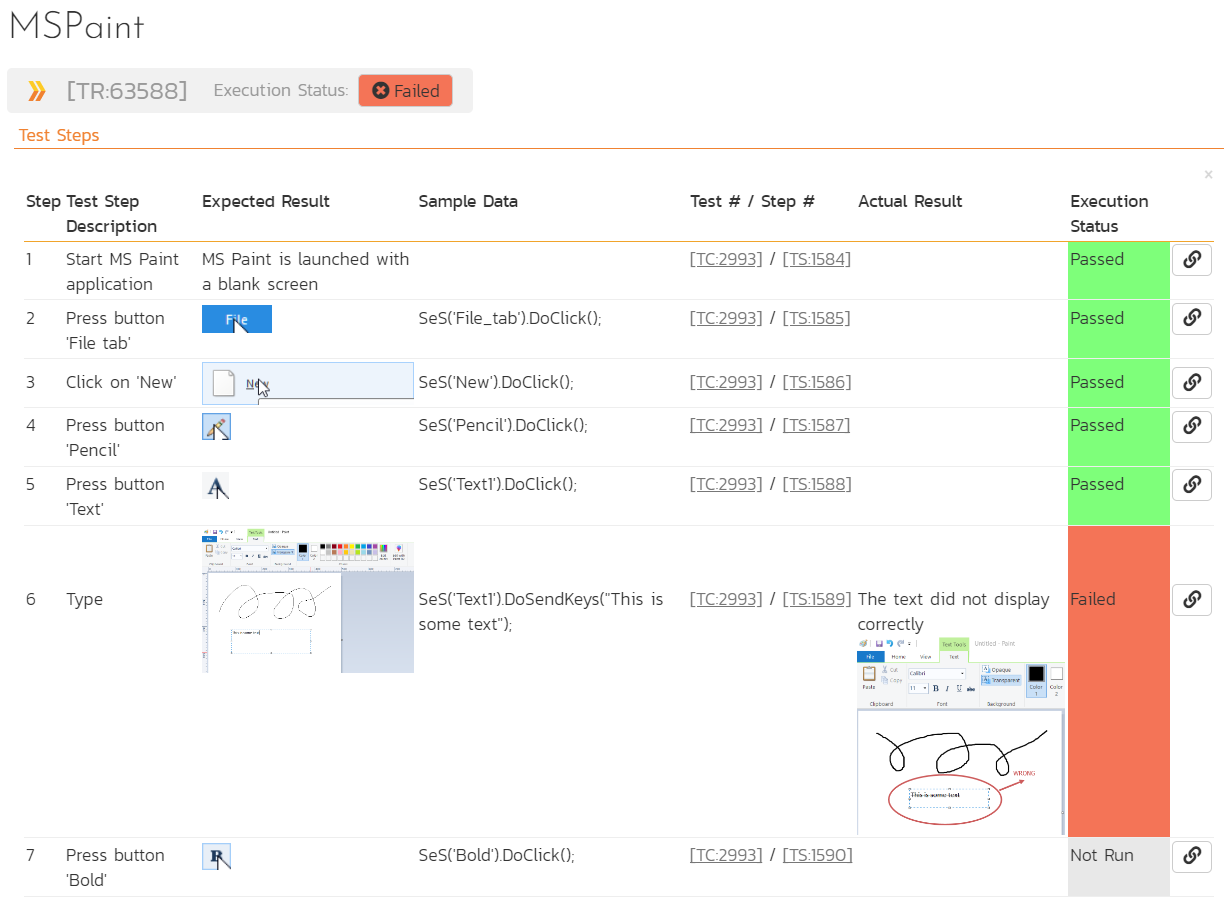 MSPaint
[TR:63588] Execution Status: Failed
Test Steps
×
Step Test Step Description Expected Result Sample Data Test # / Step # Actual Result Execution Status
1 Start MS Paint application MS Paint is launched with a blank screen [TC:2993] / [TS:1584] Passed
2 Press button 'File tab' File SeS('File_tab').DoClick(); [TC:2993] / [TS:1585] Passed
3 Click on 'New' New SeS('New').DoClick(); [TC:2993] / [TS:1586] Passed
4 Press button 'Pencil' SeS('Pencil').DoClick(); [TC:2993] / [TS:1587] Passed
5 Press button 'Text' A SeS('Text1').DoClick(); [TC:2993] / [TS:1588] Passed
6 Type SeS('Text1').DoSendKeys("This is some text"); [TC:2993] / [TS:1589] The text did not display correctly Failed
Text Tools Untitled - Paint
File Home View Text
Paste Cut Copy Calibri 11 B I U abc Opaque Transparent Color 1 Color 2
Clipboard Font Background
WRONG
This is some text
7 Press button 'Bold' B SeS('Bold').DoClick(); [TC:2993] / [TS:1590] Not Run